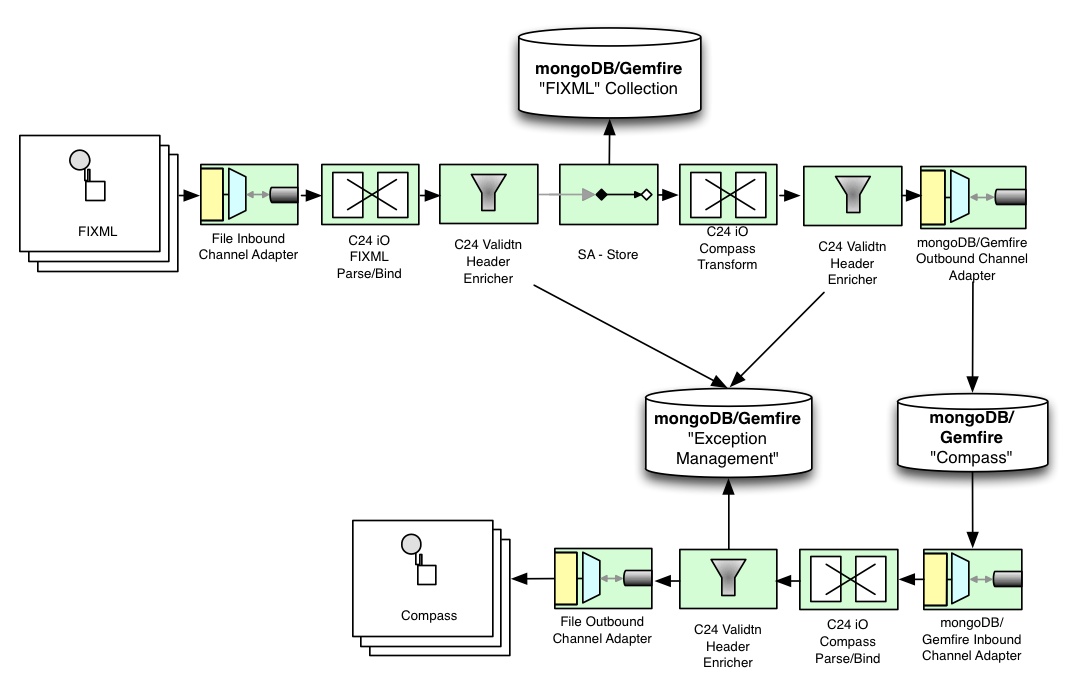 mongoDB/Gemfire
"FIXML" Collection
FIXML
File Inbound
Channel Adapter
C24 iO
FIXML
Parse/Bind
C24 Validtn
Header
Enricher
SA - Store
C24 iO
Compass
Transform
C24 Validtn
Header
Enricher
mongoDB/Gemfire
Outbound Channel
Adapter
mongoDB/Gemfire
"Exception
Management"
mongoDB/
Gemfire
"Compass"
Compass
File Outbound
Channel Adapter
C24 Validtn
Header
Enricher
C24 iO
Compass
Parse/Bind
mongoDB/
Gemfire Inbound
Channel Adapter